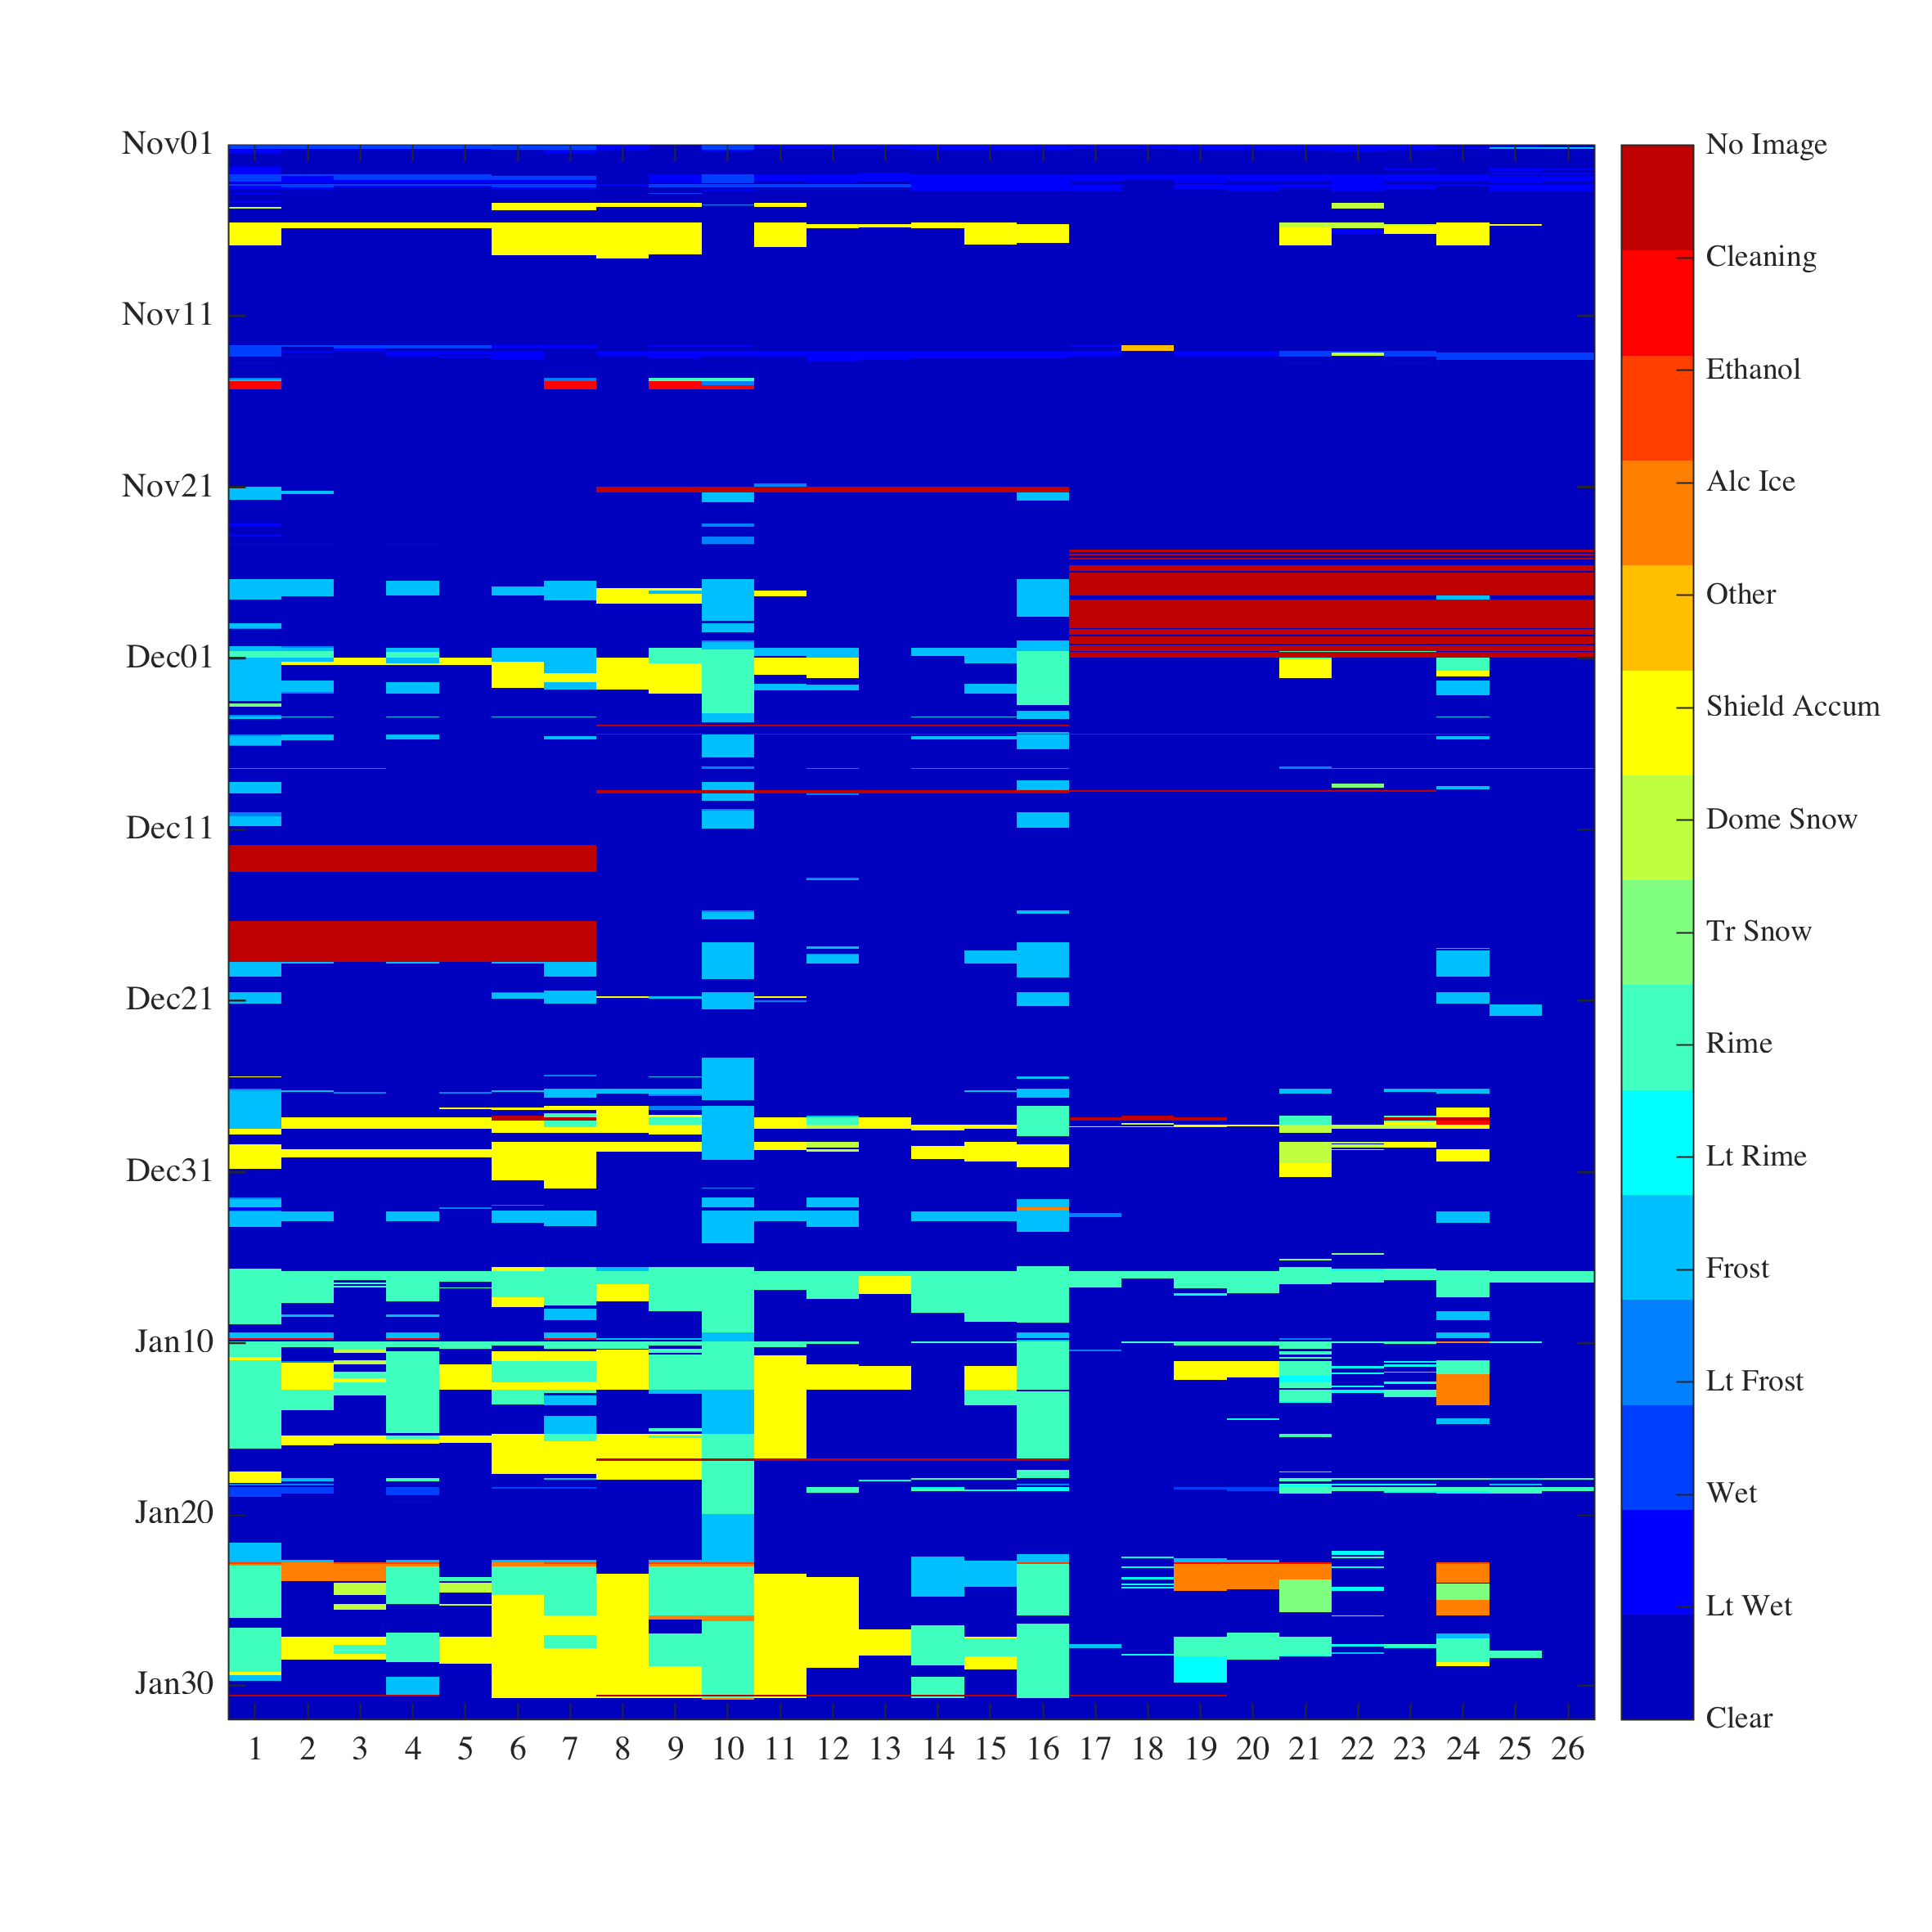 Nov01
Nov11
Nov21
Dec01
Dec11
Dec21
Dec31
Jan10
Jan20
Jan30
1 2 3 4 5 6 7 8 9 10 11 12 13 14 15 16 17 18 19 20 21 22 23 24 25 26
No Image
Cleaning
Ethanol
Alc Ice
Other
Shield Accum
Dome Snow
Tr Snow
Rime
Lt Rime
Frost
Lt Frost
Wet
Lt Wet
Clear